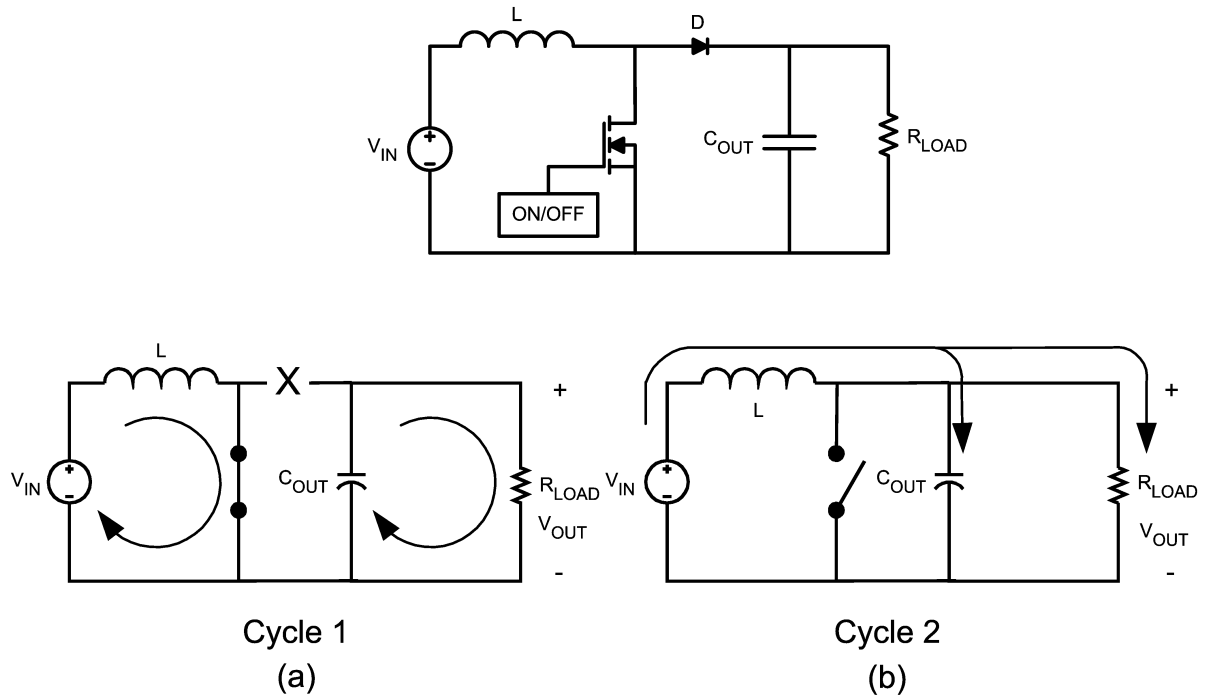 L
D
+
V_IN
-
C_OUT
R_LOAD
ON/OFF
L
X
+
+
V_IN
-
C_OUT
R_LOAD
V_OUT
-
Cycle 1
(a)
L
+
+
V_IN
-
C_OUT
R_LOAD
V_OUT
-
Cycle 2
(b)